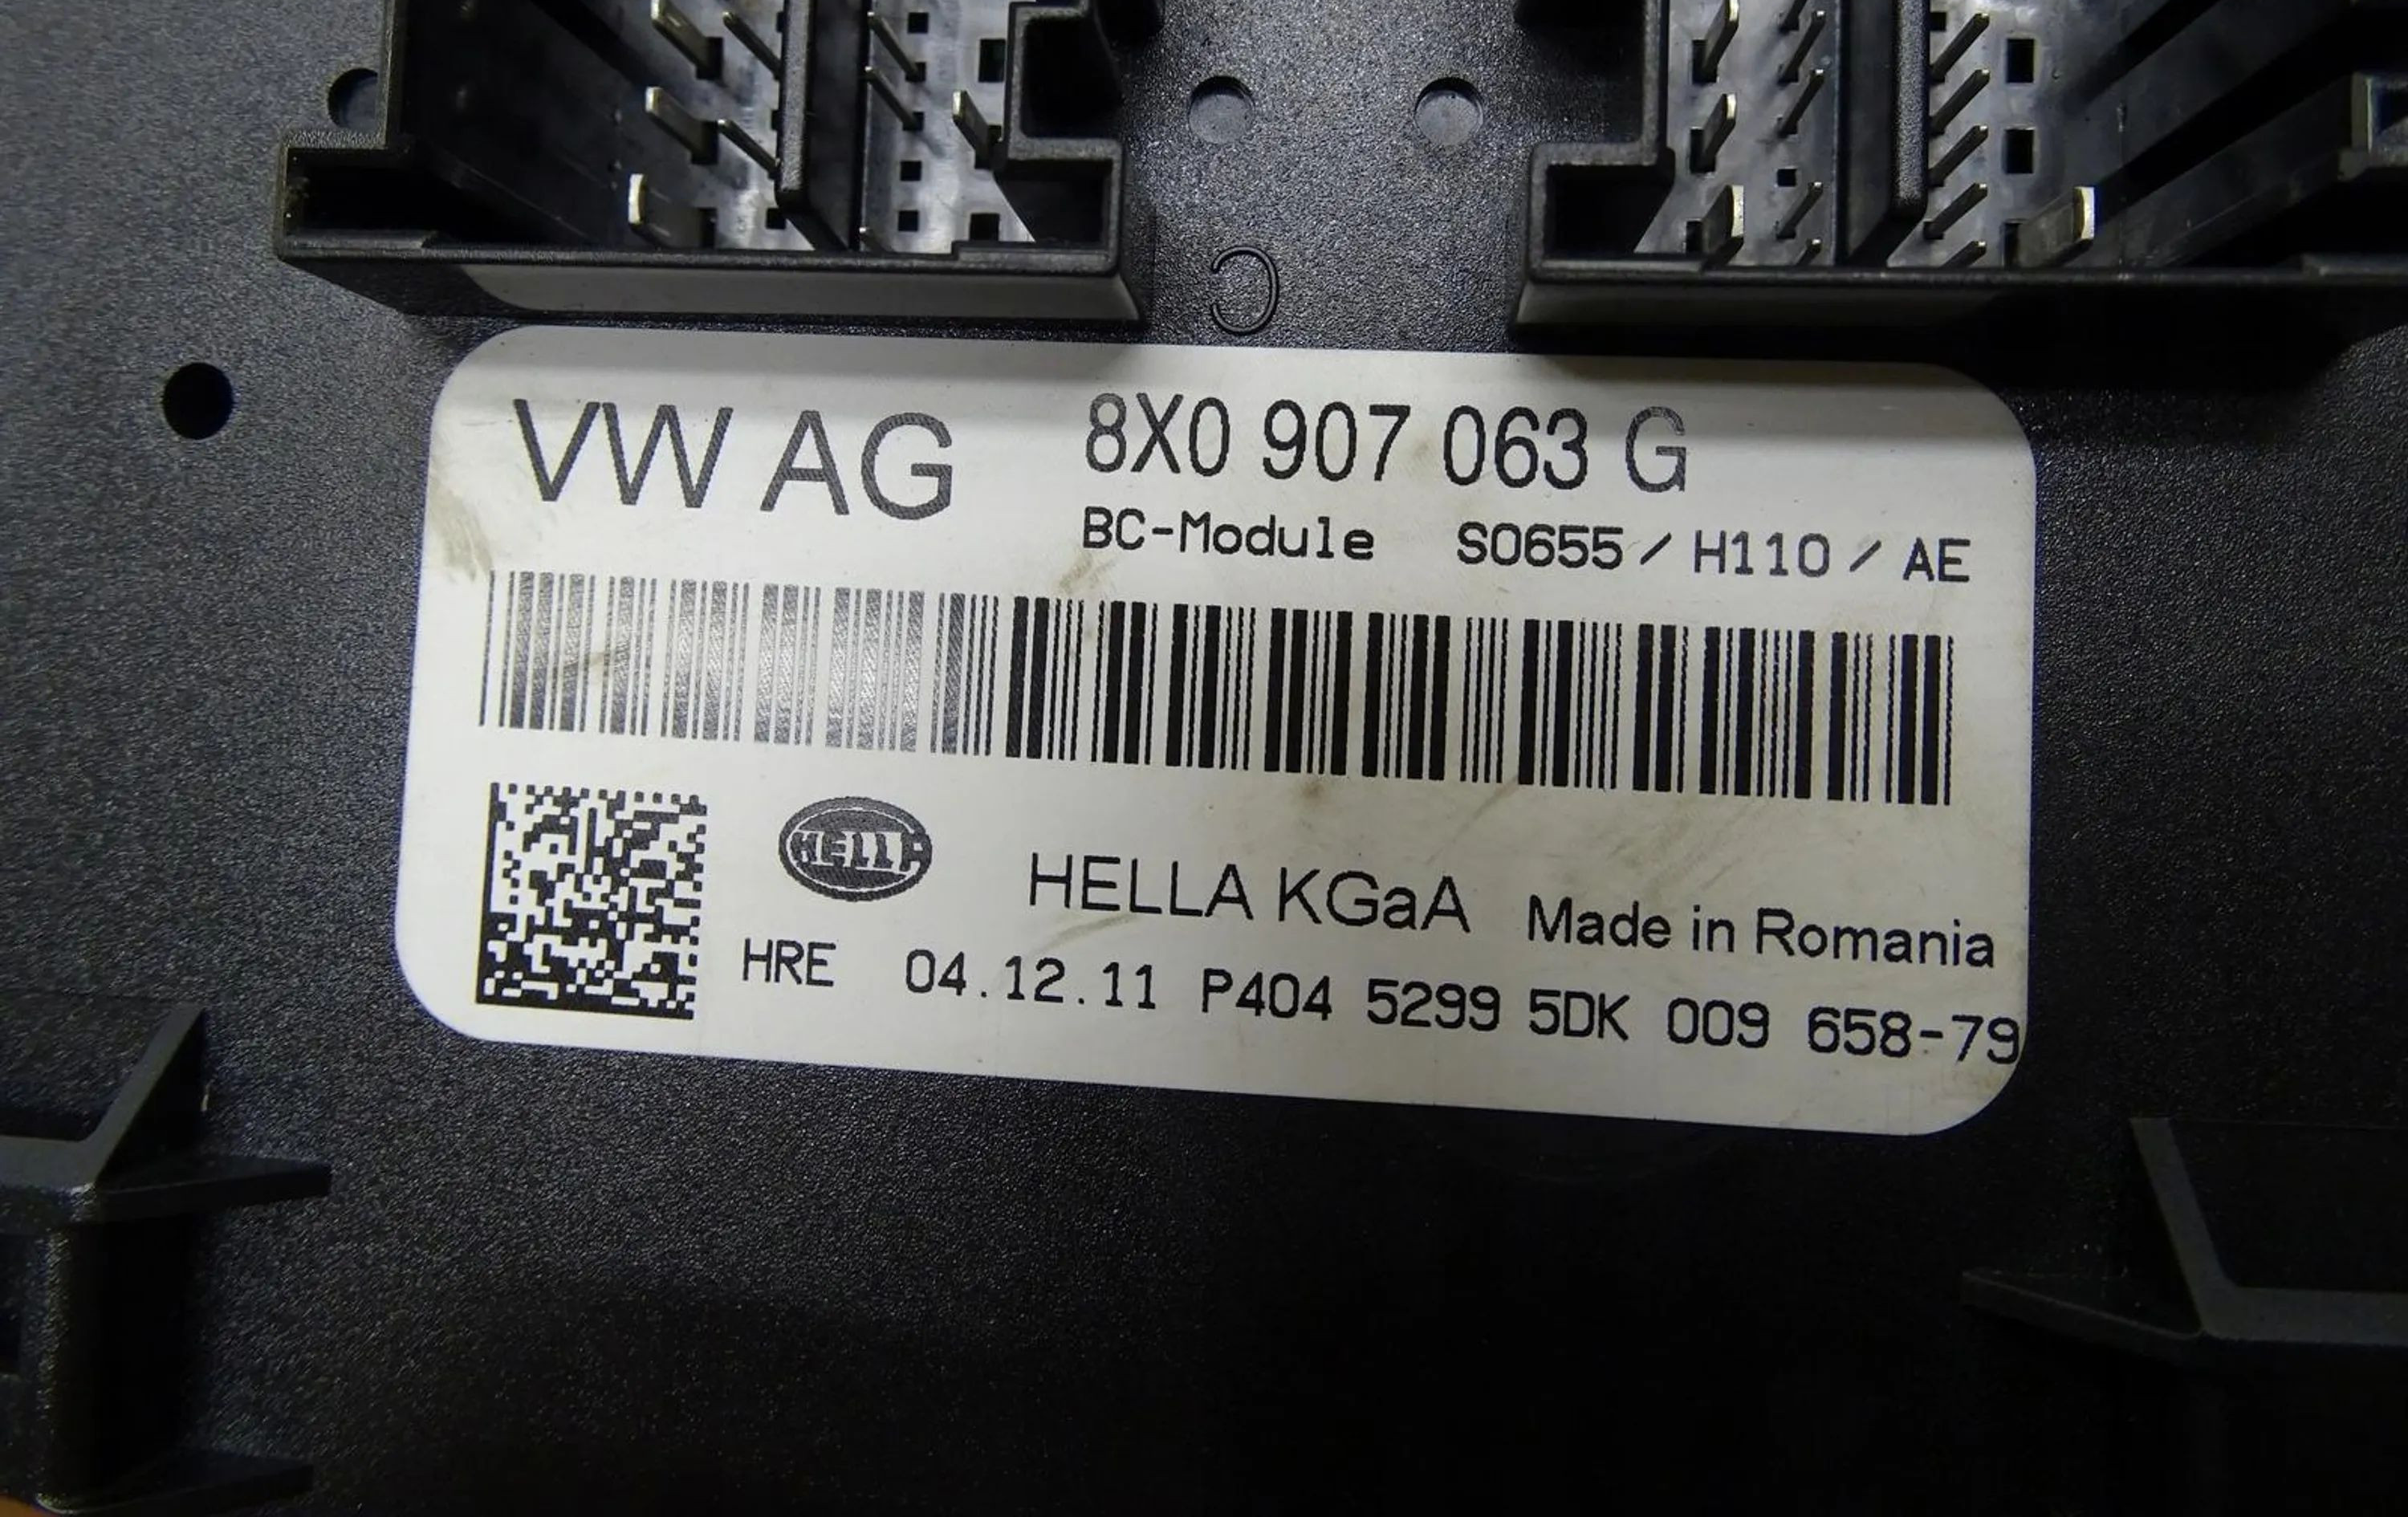 C
VW AG 8X0 907 063 G
BC-Module S0655 / H110 / AE
HELLA
HELLA KGaA Made in Romania
HRE 04.12.11 P404 5299 5DK 009 658-79